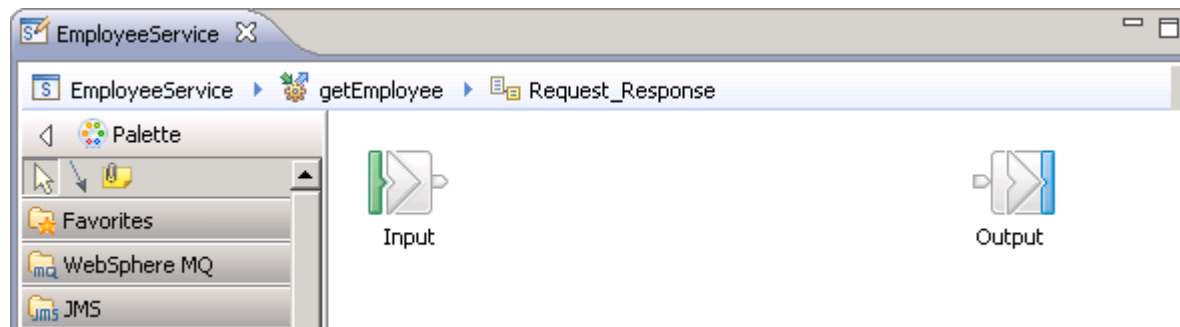 EmployeeService
EmployeeService getEmployee Request_Response
Palette
Favorites
WebSphere MQ
JMS
Input
Output